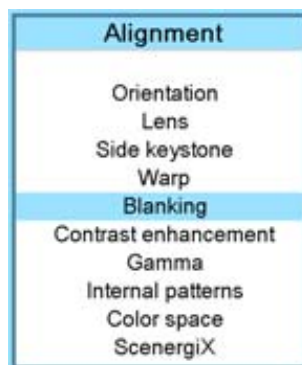 Alignment
Orientation
Lens
Side keystone
Warp
Blanking
Contrast enhancement
Gamma
Internal patterns
Color space
ScenergiX